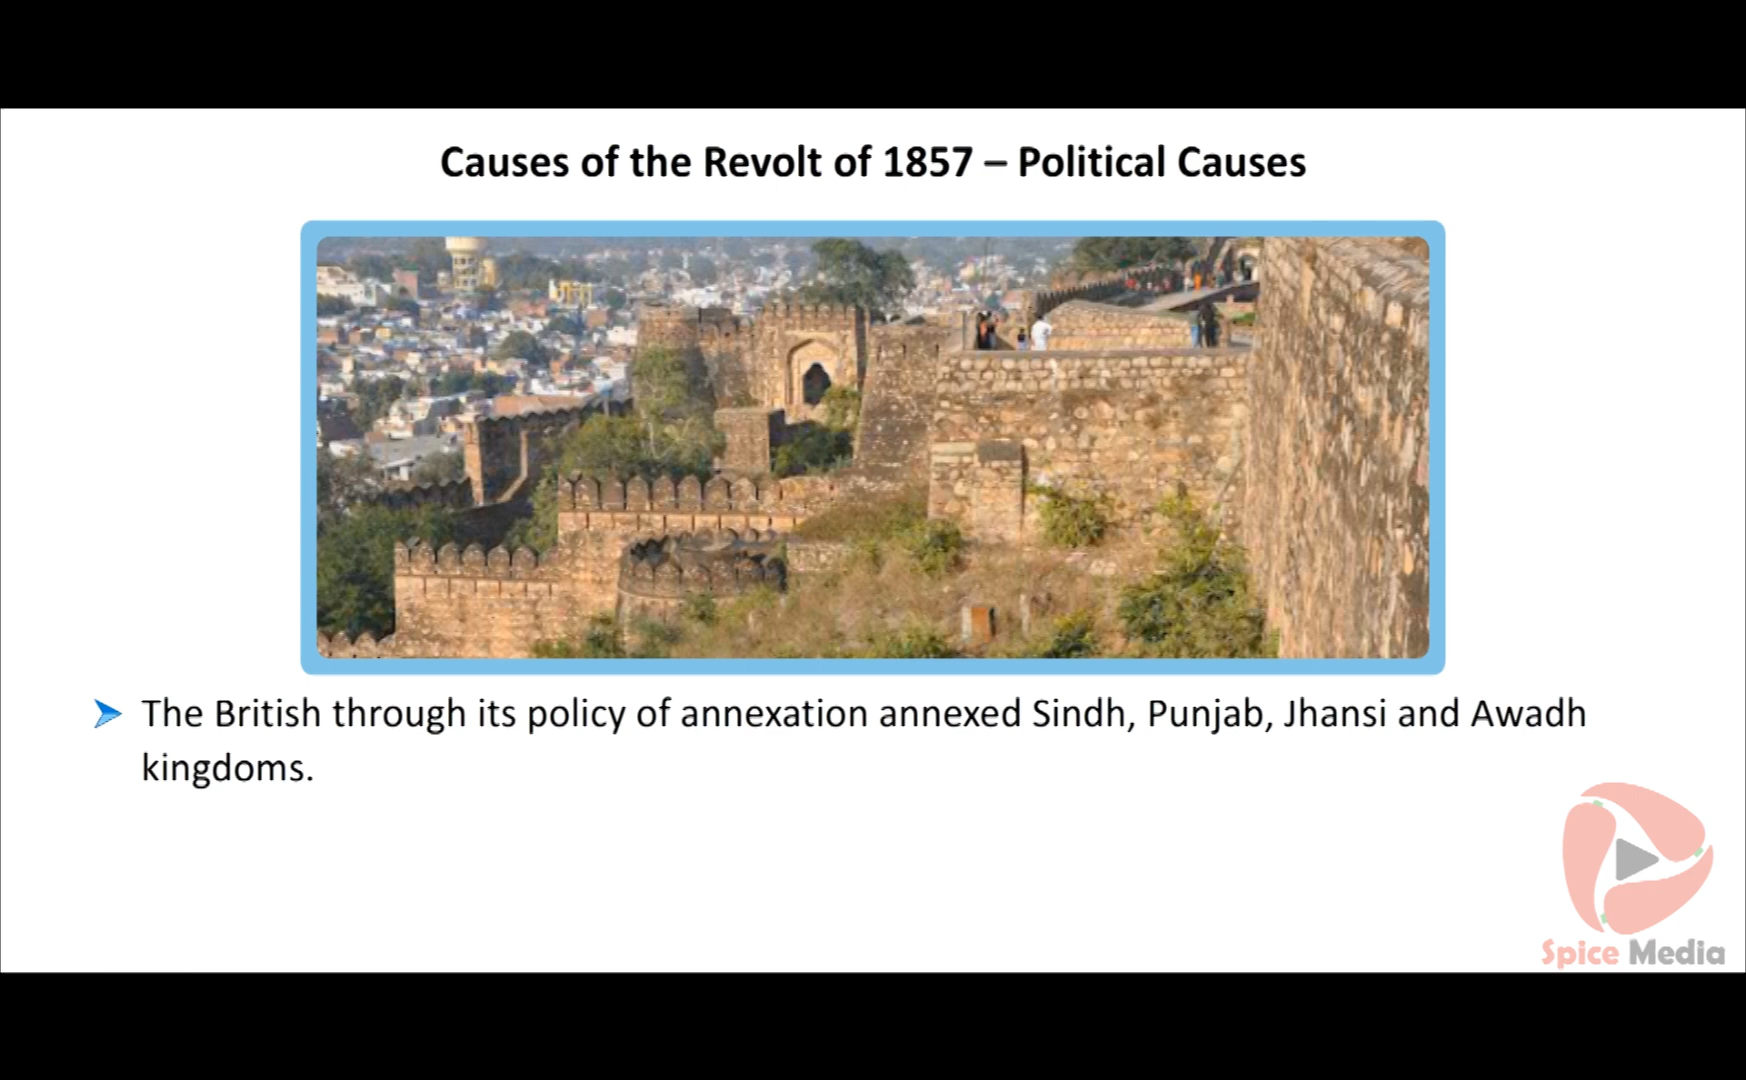 Causes of the Revolt of 1857 – Political Causes
The British through its policy of annexation annexed Sindh, Punjab, Jhansi and Awadh
kingdoms.
Spice Media